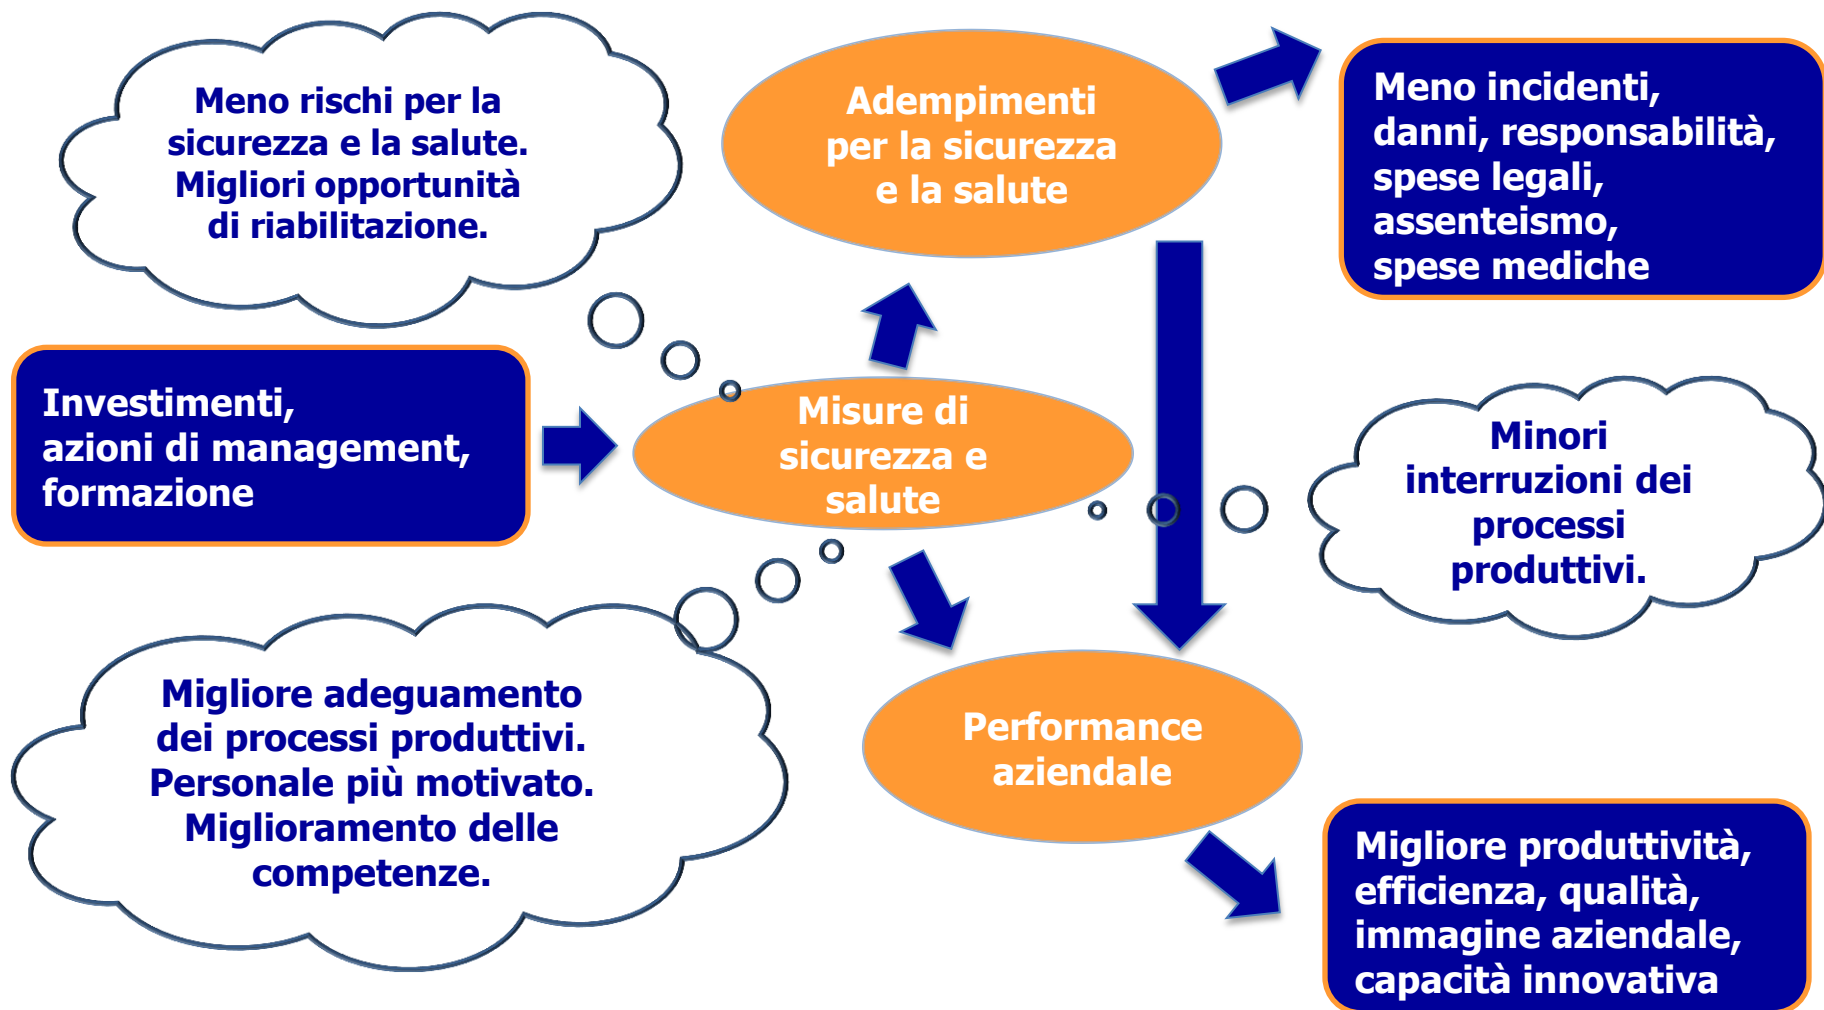 Meno rischi per la
sicurezza e la salute.
Migliori opportunità
di riabilitazione.
Adempimenti
per la sicurezza
e la salute
Meno incidenti,
danni, responsabilità,
spese legali,
assenteismo,
spese mediche
Investimenti,
azioni di management,
formazione
Misure di
sicurezza e
salute
Minori
interruzioni dei
processi
produttivi.
Migliore adeguamento
dei processi produttivi.
Personale più motivato.
Miglioramento delle
competenze.
Performance
aziendale
Migliore produttività,
efficienza, qualità,
immagine aziendale,
capacità innovativa